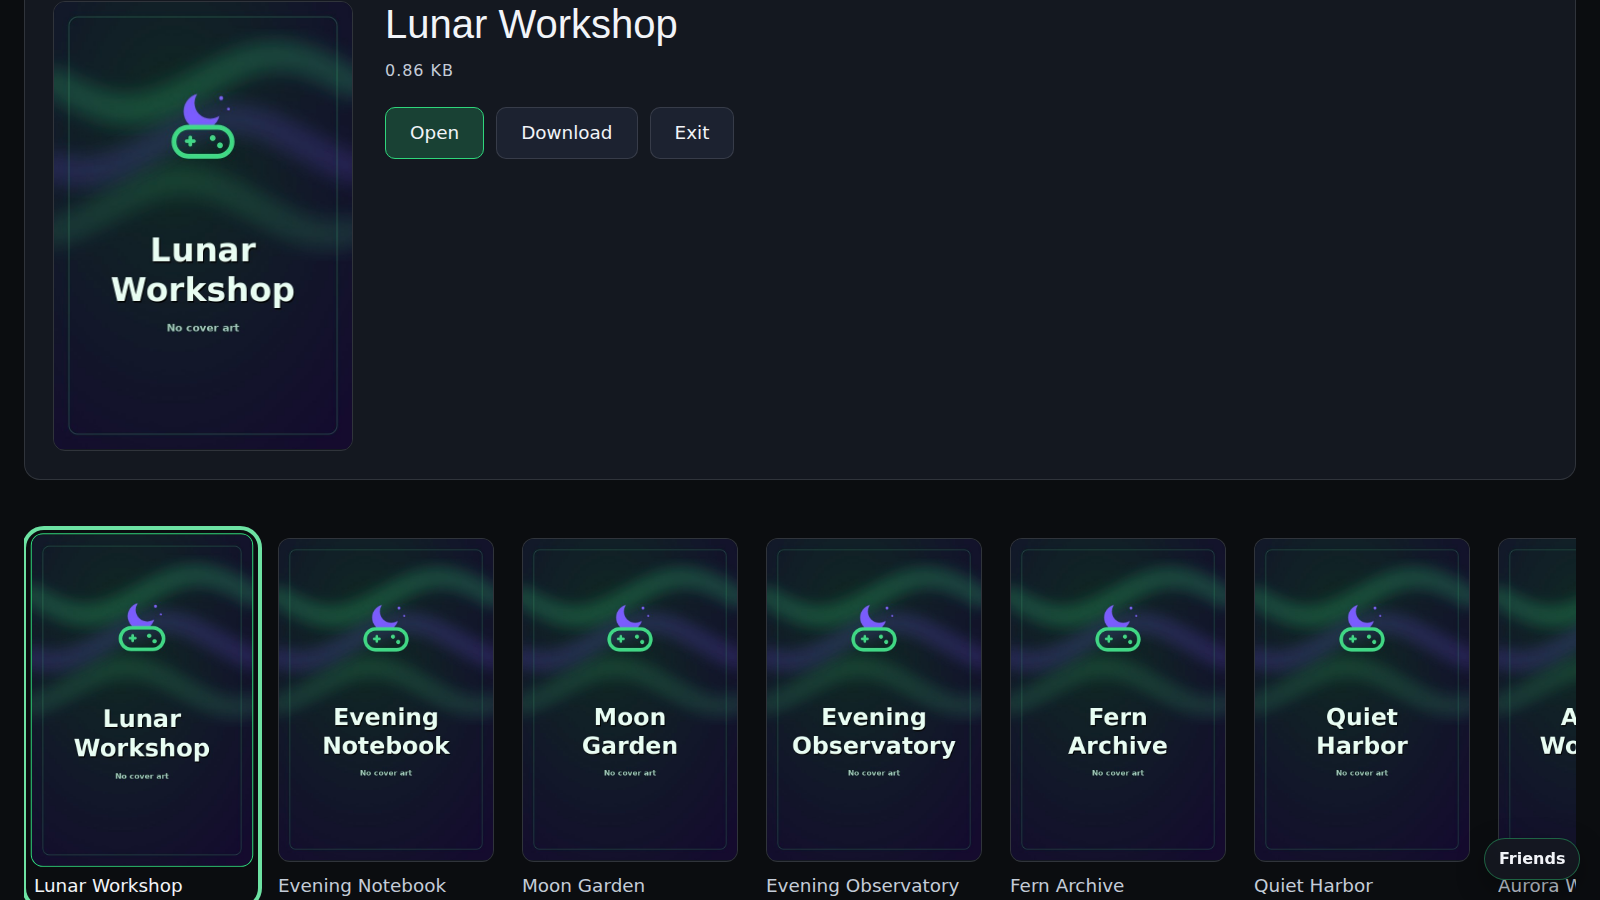 Lunar Workshop
0.86 KB
Open
Download
Exit
Lunar
Workshop
No cover art
Lunar
Workshop
No cover art
Lunar Workshop
Evening
Notebook
No cover art
Evening Notebook
Moon
Garden
No cover art
Moon Garden
Evening
Observatory
No cover art
Evening Observatory
Fern
Archive
No cover art
Fern Archive
Quiet
Harbor
No cover art
Quiet Harbor
Aurora
Friends